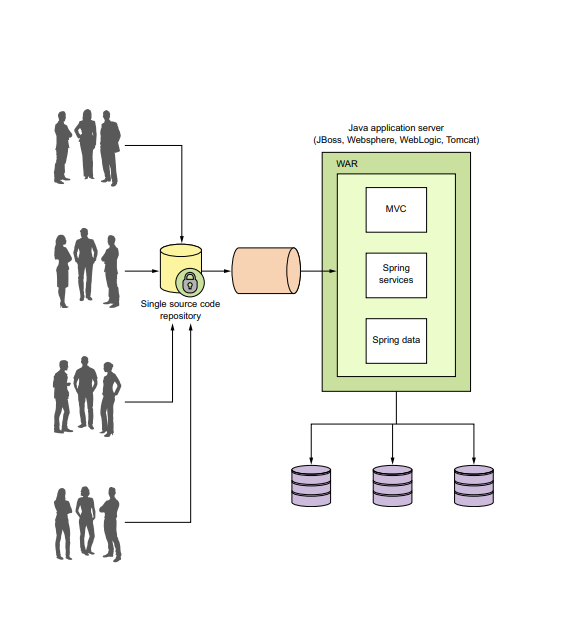 Java application server
(JBoss, Websphere, WebLogic, Tomcat)
WAR
MVC
Spring
services
Spring data
Single source code
repository